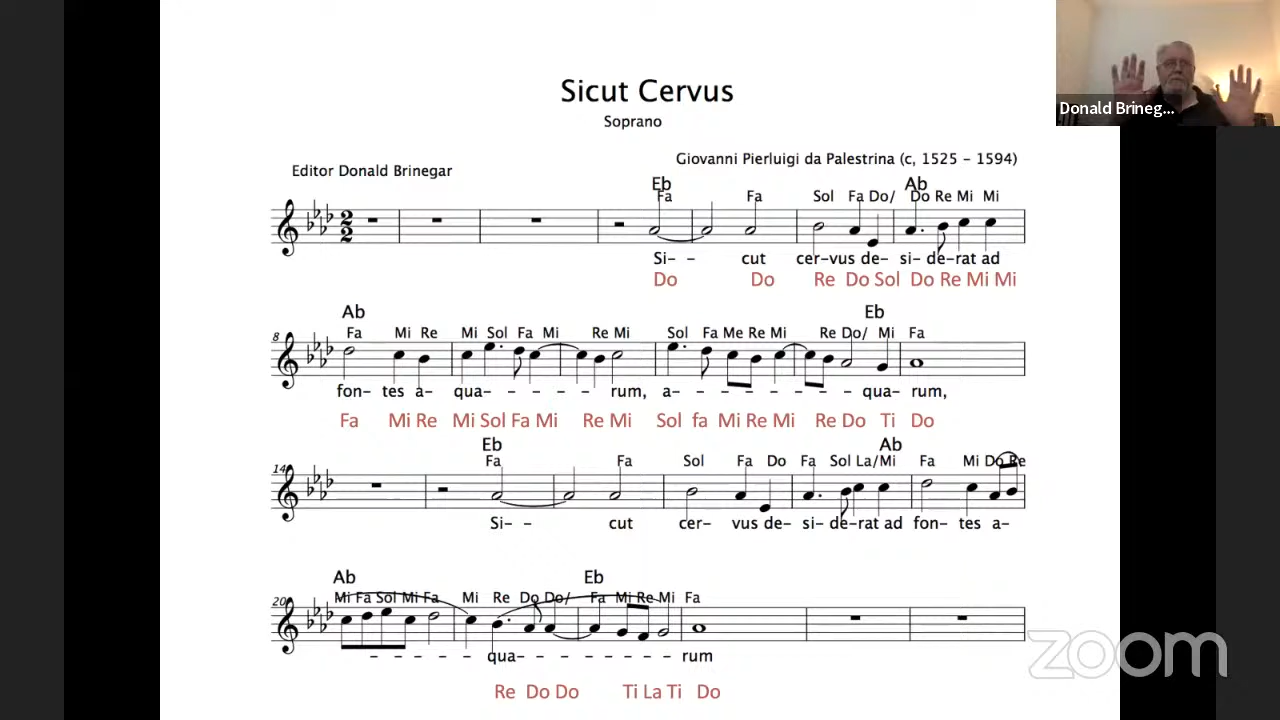 Donald Brineg...
Sicut Cervus
Soprano
Editor Donald Brinegar
Giovanni Pierluigi da Palestrina (c, 1525 - 1594)
Eb Ab
Fa Fa Sol Fa Do/ Do Re Mi Mi
2
2
Si- - cut cer-vus de- si- de-rat ad
Do Do Re Do Sol Do Re Mi Mi
Ab Eb
8 Fa Mi Re Mi Sol Fa Mi Re Mi Sol Fa Me Re Mi Re Do/ Mi Fa
fon- tes a- qua- - - - - - rum, a- - - - - - - - qua- rum,
Fa Mi Re Mi Sol Fa Mi Re Mi Sol fa Mi Re Mi Re Do Ti Do
Eb Ab
14 Fa Fa Sol Fa Do Fa Sol La/Mi Fa Mi Do Re
Si- - cut cer- vus de- si- de-rat ad fon- tes a-
Ab Eb
20 Mi Fa Sol Mi Fa Mi Re Do Do/ Fa Mi Re Mi Fa
- - - - - - qua- - - - - - - - - rum
Re Do Do Ti La Ti Do
zoom